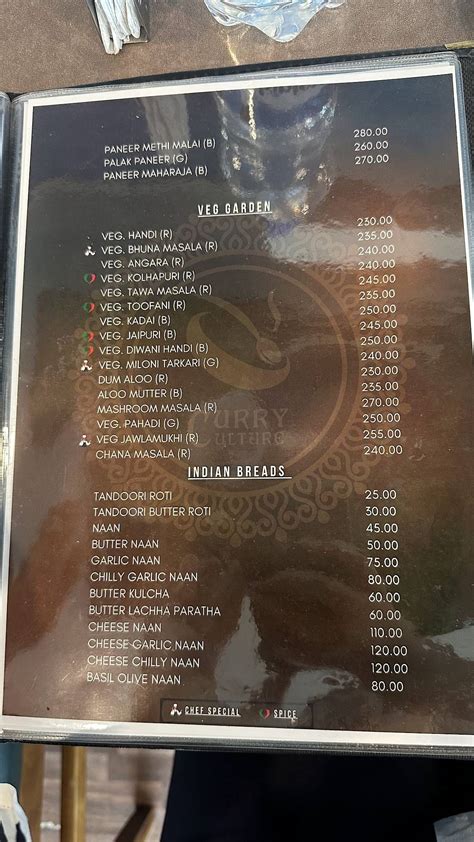 PANEER METHI MALAI (B) 280.00
PALAK PANEER (G) 260.00
PANEER MAHARAJA (B) 270.00
VEG GARDEN
VEG. HANDI (R) 230.00
VEG. BHUNA MASALA (R) 235.00
VEG. ANGARA (R) 240.00
VEG. KOLHAPURI (R) 240.00
VEG. TAWA MASALA (R) 245.00
VEG. TOOFANI (R) 235.00
VEG. KADAI (B) 250.00
VEG. JAIPURI (B) 245.00
VEG. DIWANI HANDI (B) 250.00
VEG. MILONI TARKARI (G) 240.00
DUM ALOO (R) 230.00
ALOO MUTTER (B) 235.00
MASHROOM MASALA (R) 270.00
VEG. PAHADI (G) 250.00
VEG JAWLAMUKHI (R) 255.00
CHANA MASALA (R) 240.00
INDIAN BREADS
TANDOORI ROTI 25.00
TANDOORI BUTTER ROTI 30.00
NAAN 45.00
BUTTER NAAN 50.00
GARLIC NAAN 75.00
CHILLY GARLIC NAAN 80.00
BUTTER KULCHA 60.00
BUTTER LACHHA PARATHA 60.00
CHEESE NAAN 110.00
CHEESE GARLIC NAAN 120.00
CHEESE CHILLY NAAN 120.00
BASIL OLIVE NAAN 80.00
CHEF SPECIAL SPICE